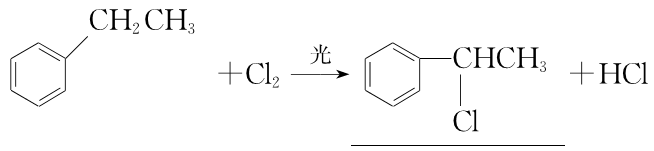 CH₂CH₃
+Cl₂ 光 CHCH₃ +HCl
Cl